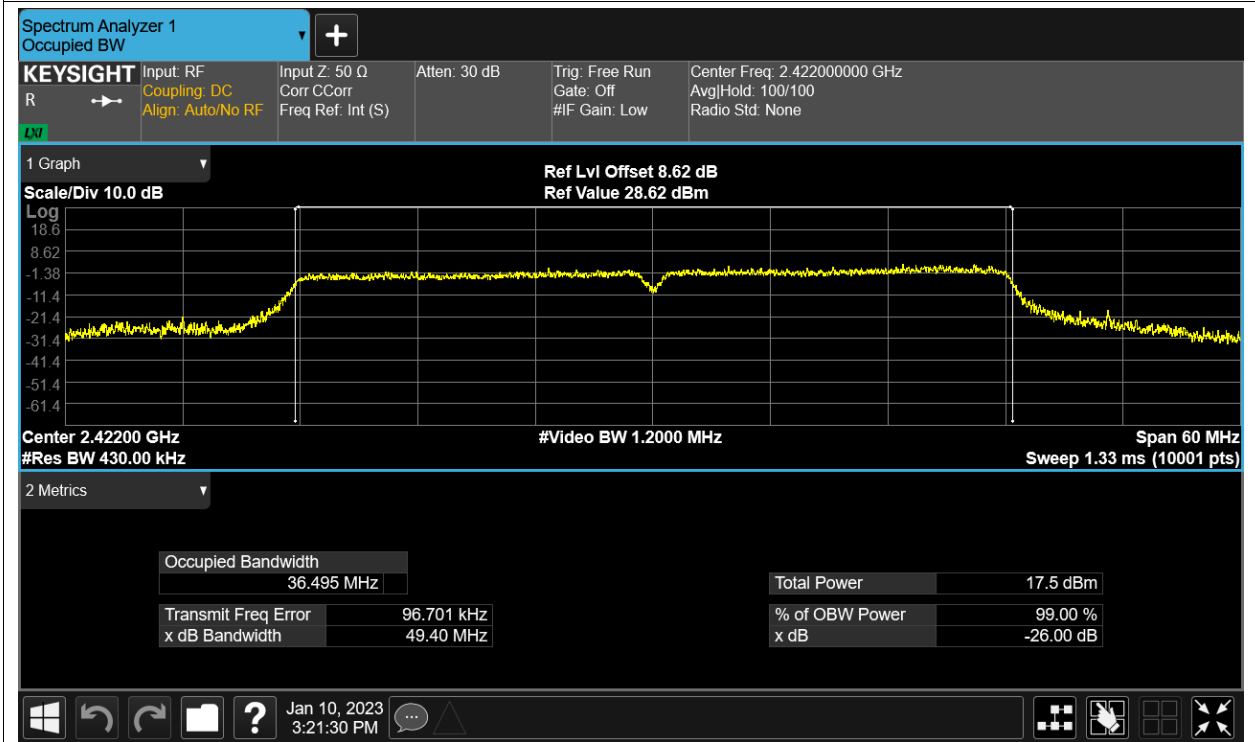 Spectrum Analyzer 1
Occupied BW
▼
+
KEYSIGHT
R
LXI
Input: RF
Coupling: DC
Align: Auto/No RF
Input Z: 50 Ω
Corr CCorr
Freq Ref: Int (S)
Atten: 30 dB
Trig: Free Run
Gate: Off
#IF Gain: Low
Center Freq: 2.422000000 GHz
Avg|Hold: 100/100
Radio Std: None
1 Graph ▼
Scale/Div 10.0 dB
Ref Lvl Offset 8.62 dB
Ref Value 28.62 dBm
Log
18.6
8.62
-1.38
-11.4
-21.4
-31.4
-41.4
-51.4
-61.4
Center 2.42200 GHz
#Video BW 1.2000 MHz
Span 60 MHz
#Res BW 430.00 kHz
Sweep 1.33 ms (10001 pts)
2 Metrics ▼
Occupied Bandwidth
36.495 MHz
Total Power 17.5 dBm
Transmit Freq Error 96.701 kHz
% of OBW Power 99.00 %
x dB Bandwidth 49.40 MHz
x dB -26.00 dB
?
Jan 10, 2023
3:21:30 PM